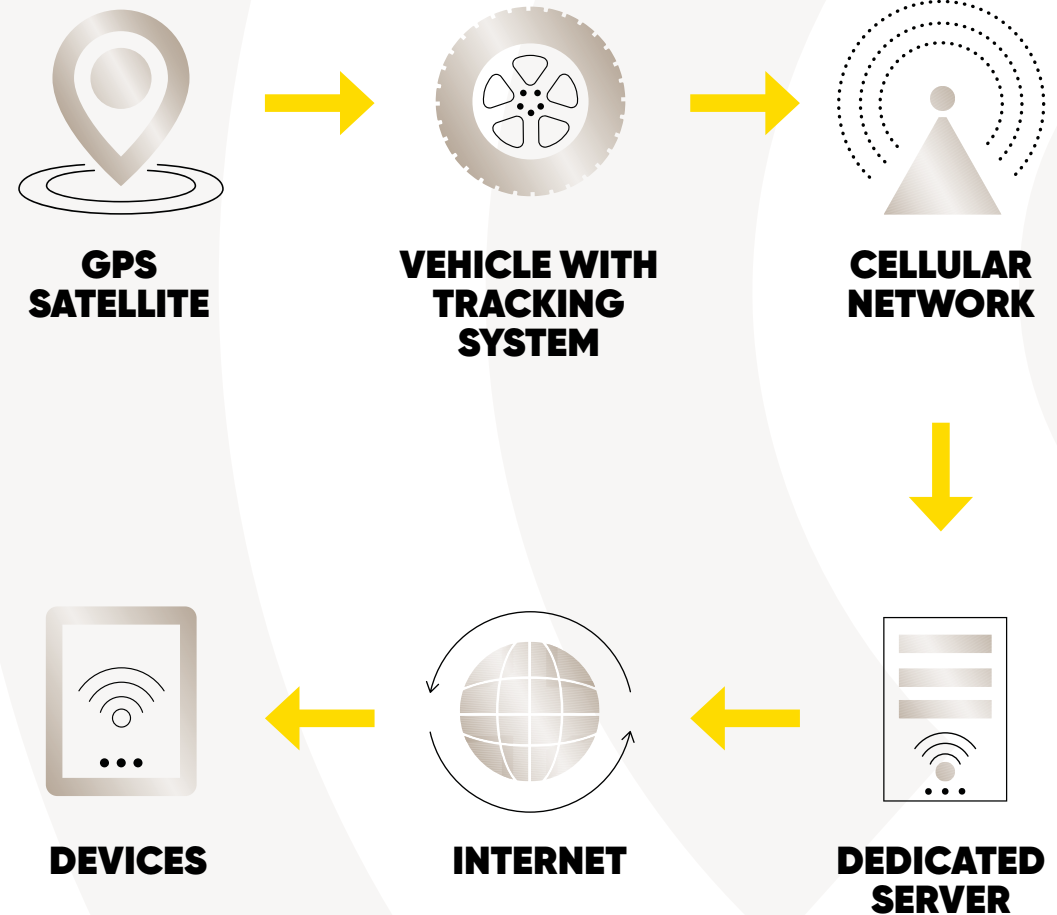 GPS
SATELLITE
VEHICLE WITH
TRACKING
SYSTEM
CELLULAR
NETWORK
DEVICES
INTERNET
DEDICATED
SERVER